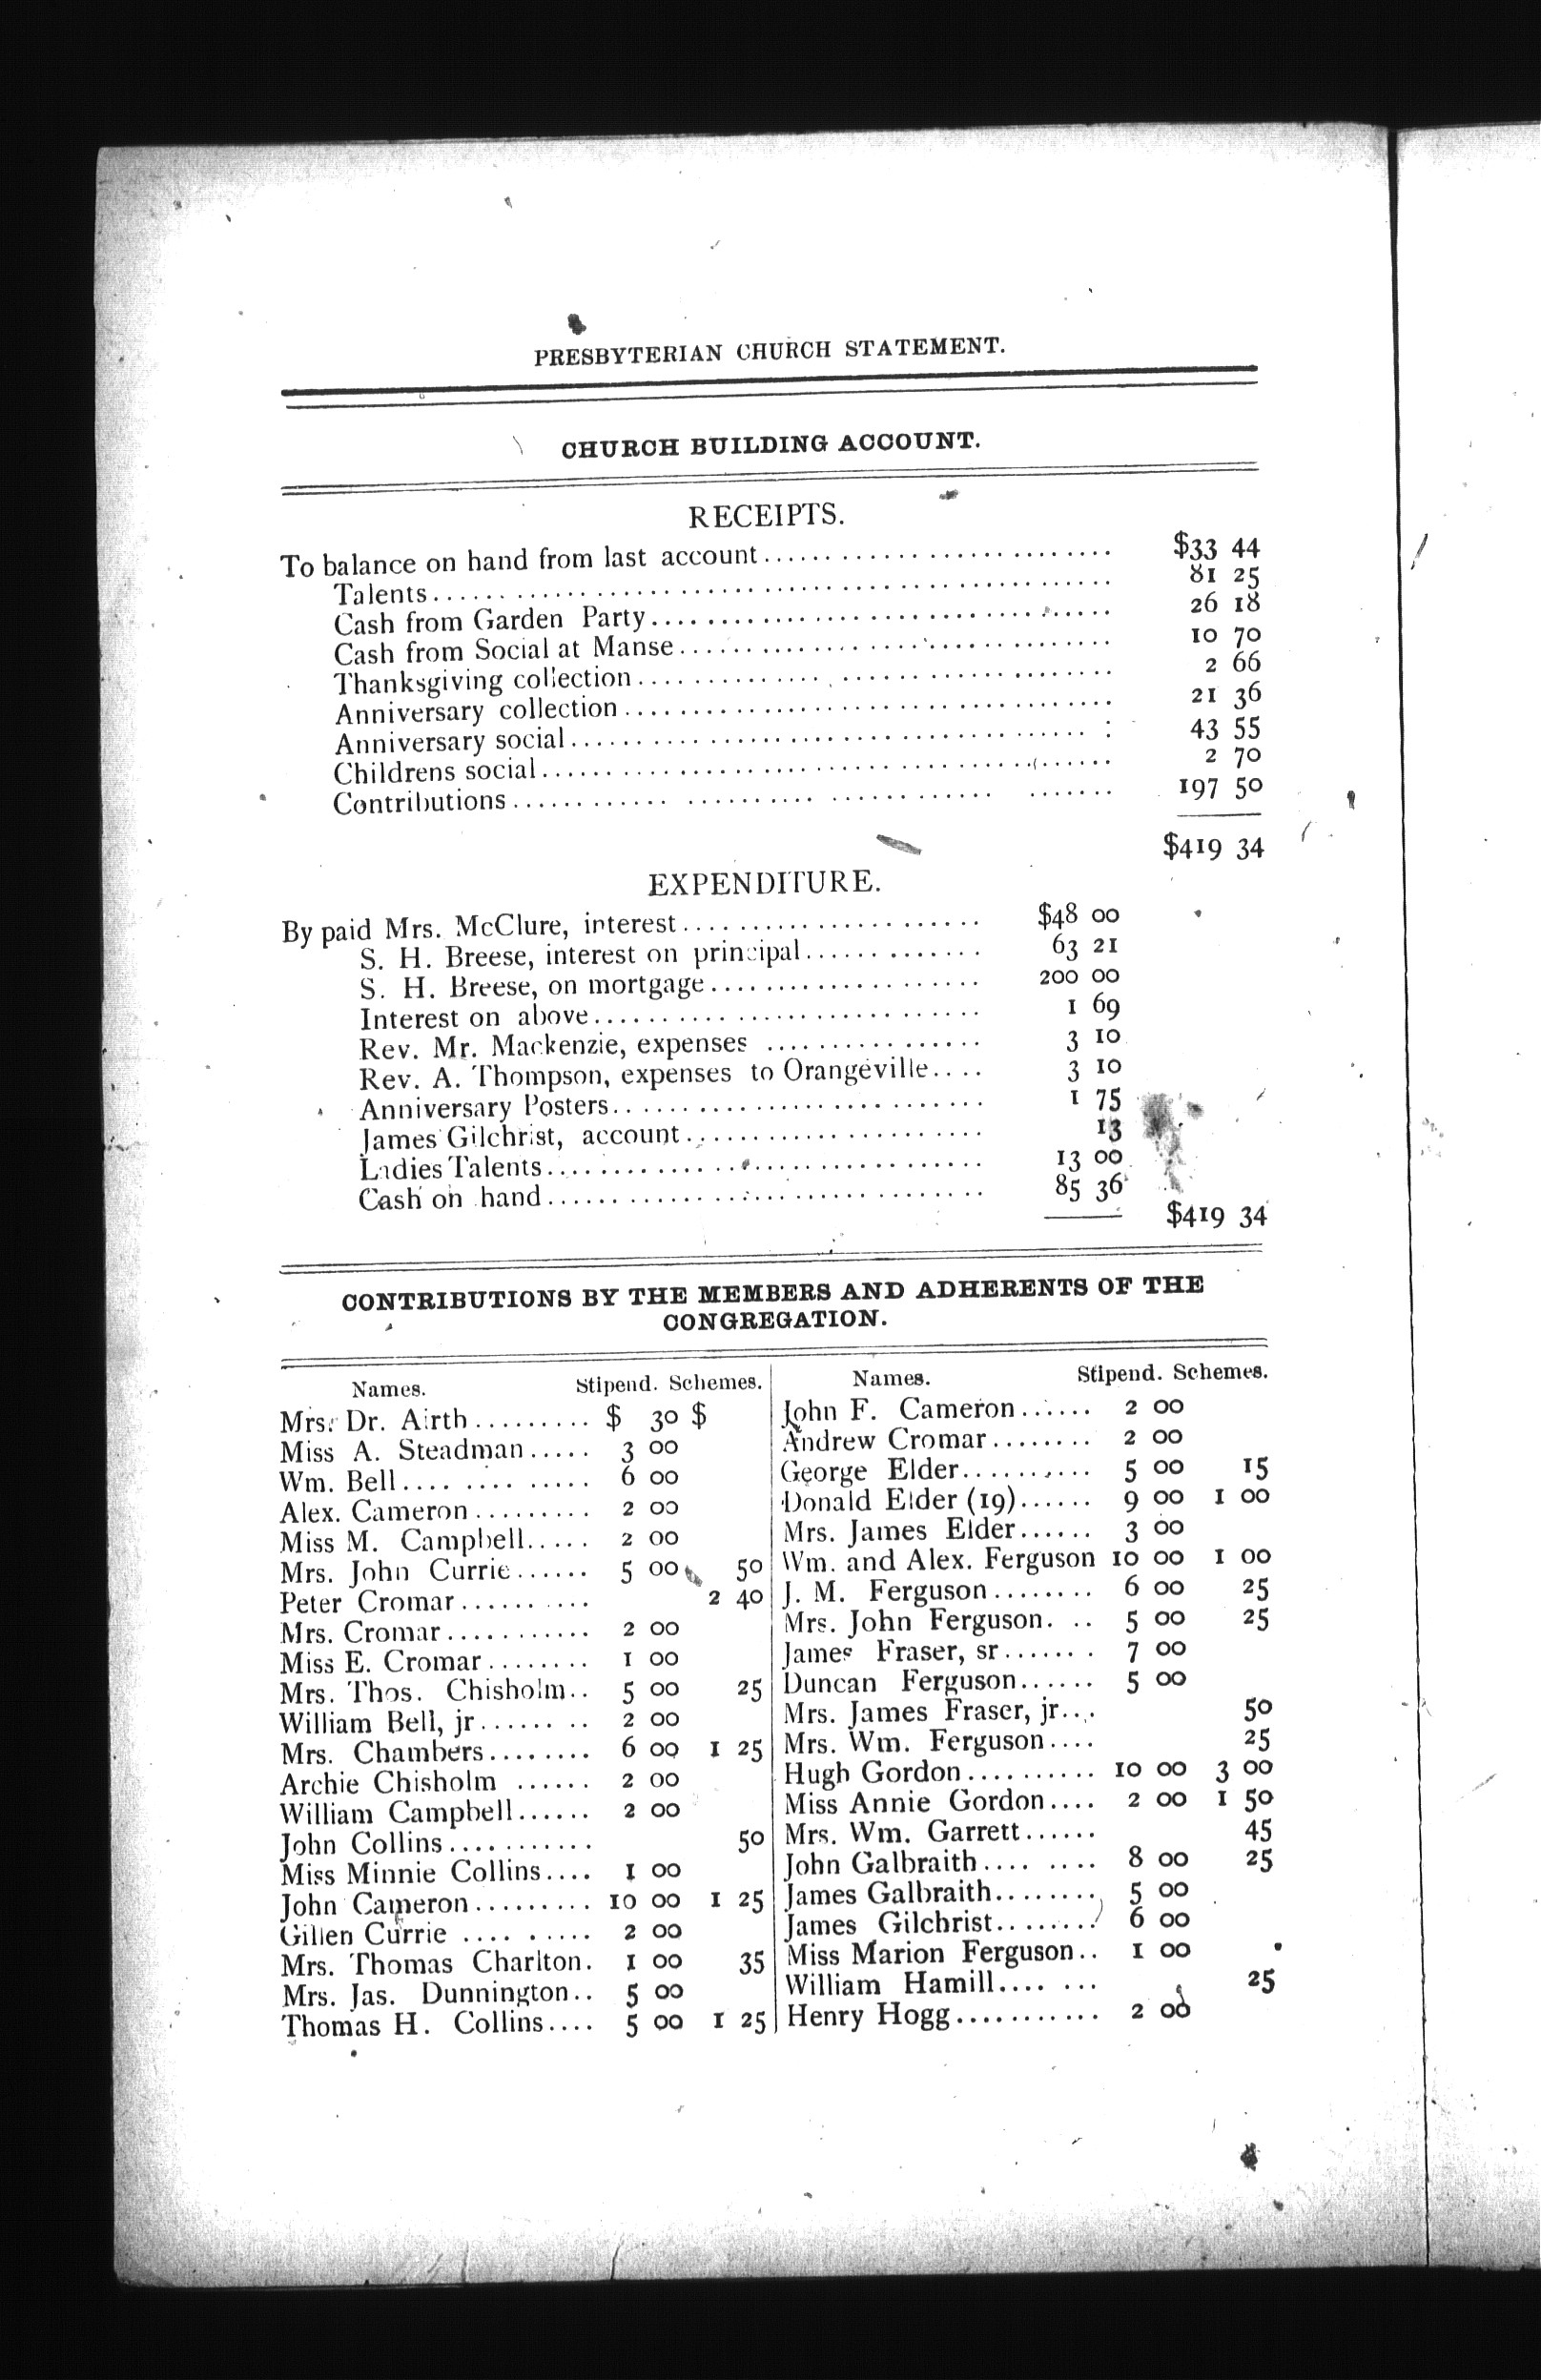 PRESBYTERIAN CHURCH STATEMENT.
CHURCH BUILDING ACCOUNT.
RECEIPTS.
To balance on hand from last account $33 44
Talents 81 25
Cash from Garden Party 26 18
Cash from Social at Manse 10 70
Thanksgiving collection 2 66
Anniversary collection 21 36
Anniversary social 43 55
Childrens social 2 70
Contributions 197 50
$419 34
EXPENDITURE.
By paid Mrs. McClure, interest $48 00
S. H. Breese, interest on principal 63 21
S. H. Breese, on mortgage 200 00
Interest on above 1 69
Rev. Mr. Mackenzie, expenses 3 10
Rev. A. Thompson, expenses to Orangeville 3 10
Anniversary Posters 1 75
James Gilchrist, account 13
Ladies Talents 13 00
Cash on hand 85 36
$419 34
CONTRIBUTIONS BY THE MEMBERS AND ADHERENTS OF THE
CONGREGATION.
Names. Stipend. Schemes.
Mrs. Dr. Airth $ 30 $
Miss A. Steadman 3 00
Wm. Bell 6 00
Alex. Cameron 2 00
Miss M. Campbell 2 00
Mrs. John Currie 5 00 50
Peter Cromar 2 40
Mrs. Cromar 2 00
Miss E. Cromar 1 00
Mrs. Thos. Chisholm 5 00 25
William Bell, jr 2 00
Mrs. Chambers 6 00 1 25
Archie Chisholm 2 00
William Campbell 2 00
John Collins 50
Miss Minnie Collins 1 00
John Cameron 10 00 1 25
Gillen Currie 2 00
Mrs. Thomas Charlton. 1 00 35
Mrs. Jas. Dunnington 5 00
Thomas H. Collins 5 00 1 25
Names. Stipend. Schemes.
John F. Cameron 2 00
Andrew Cromar 2 00
George Elder 5 00 15
Donald Elder (19) 9 00 1 00
Mrs. James Elder 3 00
Wm. and Alex. Ferguson 10 00 1 00
J. M. Ferguson 6 00 25
Mrs. John Ferguson 5 00 25
James Fraser, sr 7 00
Duncan Ferguson 5 00
Mrs. James Fraser, jr 50
Mrs. Wm. Ferguson 25
Hugh Gordon 10 00 3 00
Miss Annie Gordon 2 00 1 50
Mrs. Wm. Garrett 45
John Galbraith 8 00 25
James Galbraith 5 00
James Gilchrist 6 00
Miss Marion Ferguson 1 00
William Hamill 25
Henry Hogg 2 00